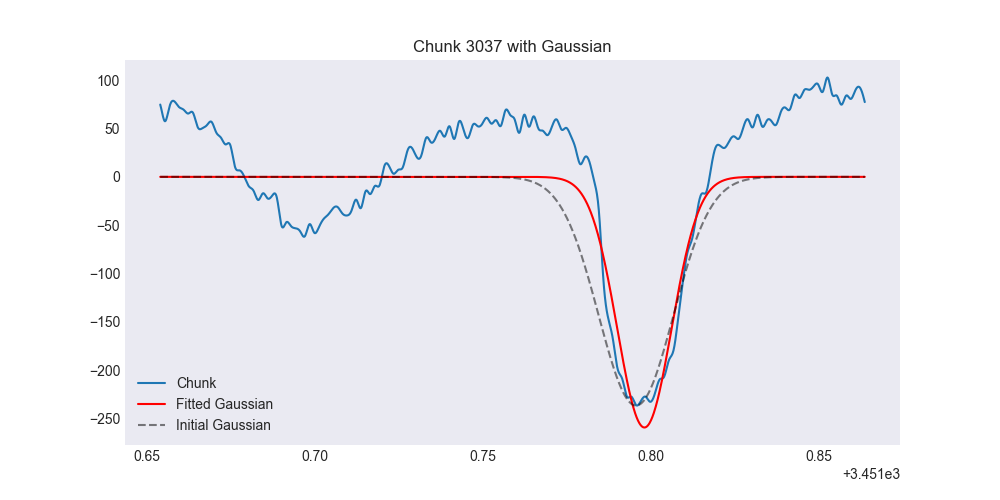 Chunk 3037 with Gaussian
100
50
0
−50
−100
−150
−200
−250
Chunk
Fitted Gaussian
Initial Gaussian
0.65 0.70 0.75 0.80 0.85
+3.451e3